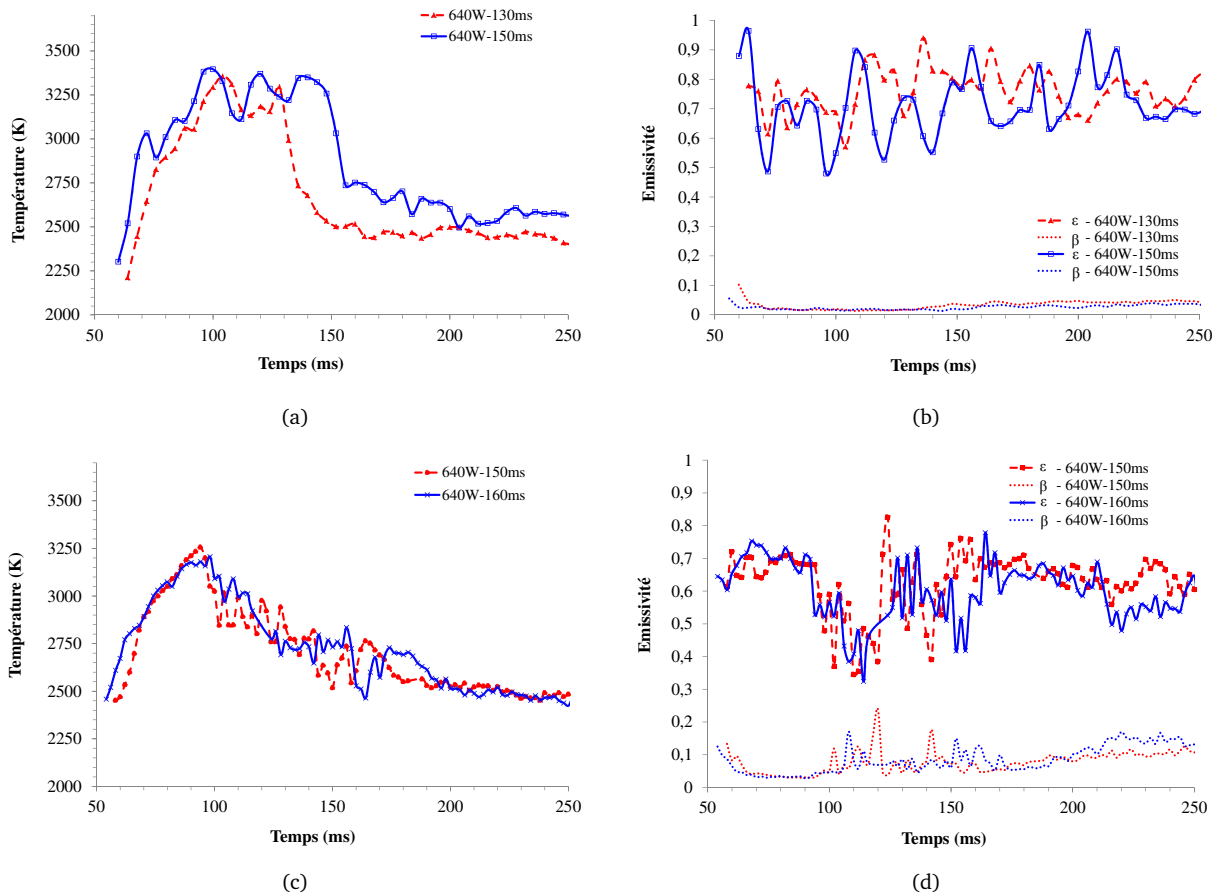 640W-130ms
640W-150ms
3500
3250
3000
2750
2500
2250
2000
Température (K)
50
100
150
200
250
Temps (ms)
(a)
1
0,9
0,8
0,7
0,6
0,5
0,4
0,3
0,2
0,1
0
Emissivité
ε - 640W-130ms
β - 640W-130ms
ε - 640W-150ms
β - 640W-150ms
50
100
150
200
250
Temps (ms)
(b)
640W-150ms
640W-160ms
3500
3250
3000
2750
2500
2250
2000
Température (K)
50
100
150
200
250
Temps (ms)
(c)
1
0,9
0,8
0,7
0,6
0,5
0,4
0,3
0,2
0,1
0
Emissivité
ε - 640W-150ms
β - 640W-150ms
ε - 640W-160ms
β - 640W-160ms
50
100
150
200
250
Temps (ms)
(d)